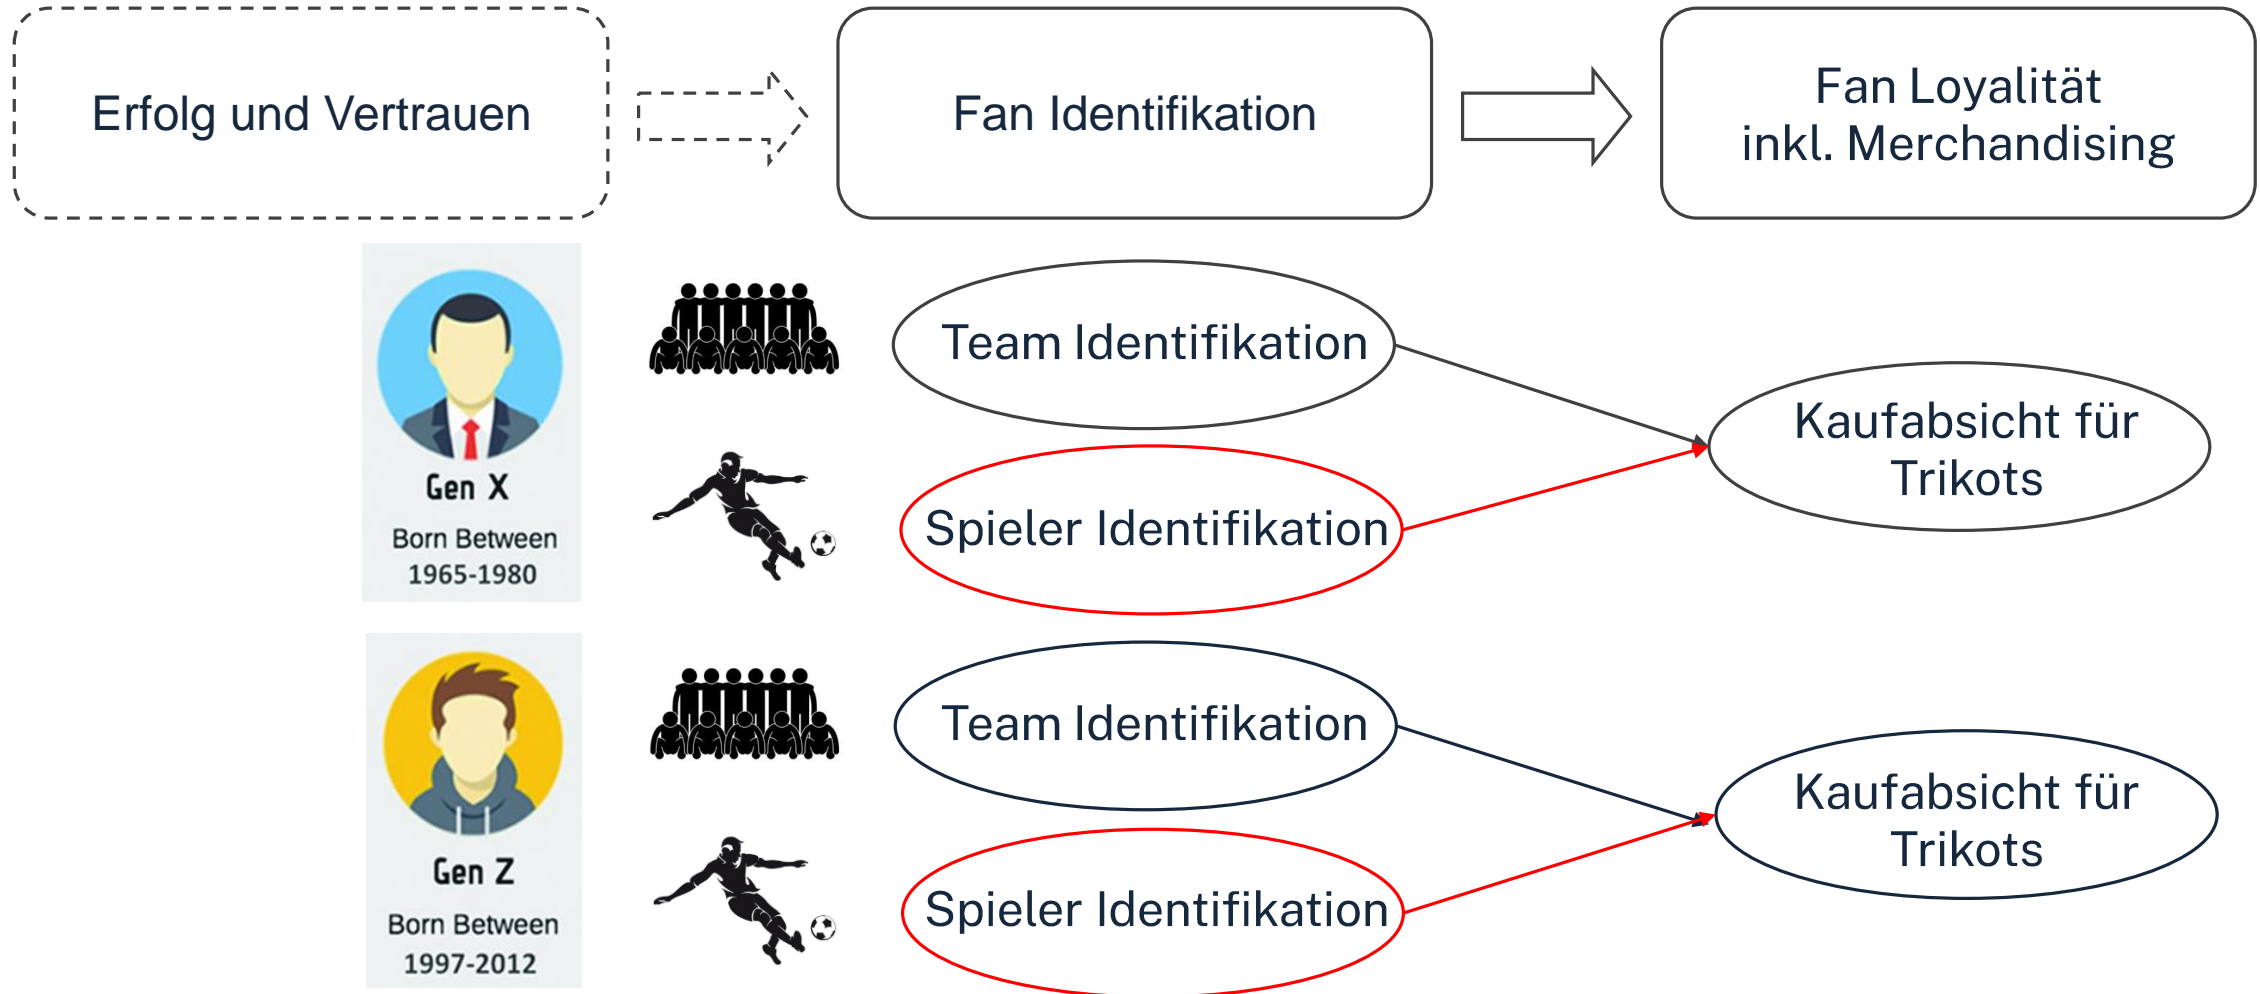 Erfolg und Vertrauen
Fan Identifikation
Fan Loyalität
inkl. Merchandising
Gen X
Born Between
1965-1980
Team Identifikation
Spieler Identifikation
Kaufabsicht für
Trikots
Gen Z
Born Between
1997-2012
Team Identifikation
Spieler Identifikation
Kaufabsicht für
Trikots